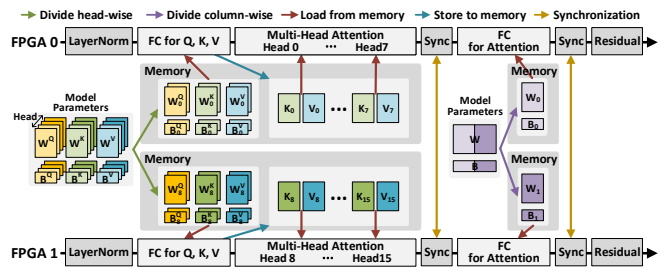 Divide head-wise
Divide column-wise
Load from memory
Store to memory
Synchronization
FPGA 0
LayerNorm
FC for Q, K, V
Multi-Head Attention
Head 0 ··· Head7
Sync
FC
for Attention
Sync
Residual
Memory
Memory
Model
Parameters
Head
W^Q W^K W^V
B^Q B^K B^V
W_0^Q W_0^K W_0^V
B_0^Q B_0^K B_0^V
K_0 V_0 ··· K_7 V_7
Model
Parameters
W
B
W_0
B_0
Memory
Memory
W_8^Q W_8^K W_8^V
B_8^Q B_8^K B_8^V
K_8 V_8 ··· K_15 V_15
W_1
B_1
FPGA 1
LayerNorm
FC for Q, K, V
Multi-Head Attention
Head 8 ··· Head15
Sync
FC
for Attention
Sync
Residual